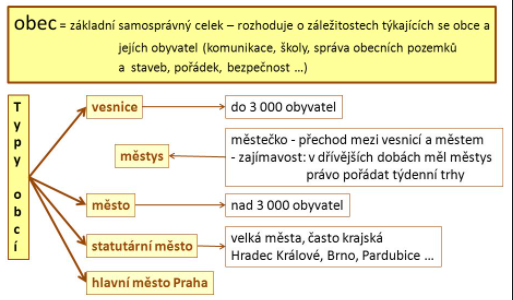 obec = základní samosprávný celek – rozhoduje o záležitostech týkajících se obce a
jejích obyvatel (komunikace, školy, správa obecních pozemků
a staveb, pořádek, bezpečnost …)
Typy obcí
vesnice
do 3 000 obyvatel
městys
městečko - přechod mezi vesnicí a městem
- zajímavost: v dřívějších dobách měl městys
právo pořádat týdenní trhy
město
nad 3 000 obyvatel
statutární město
velká města, často krajská
Hradec Králové, Brno, Pardubice …
hlavní město Praha